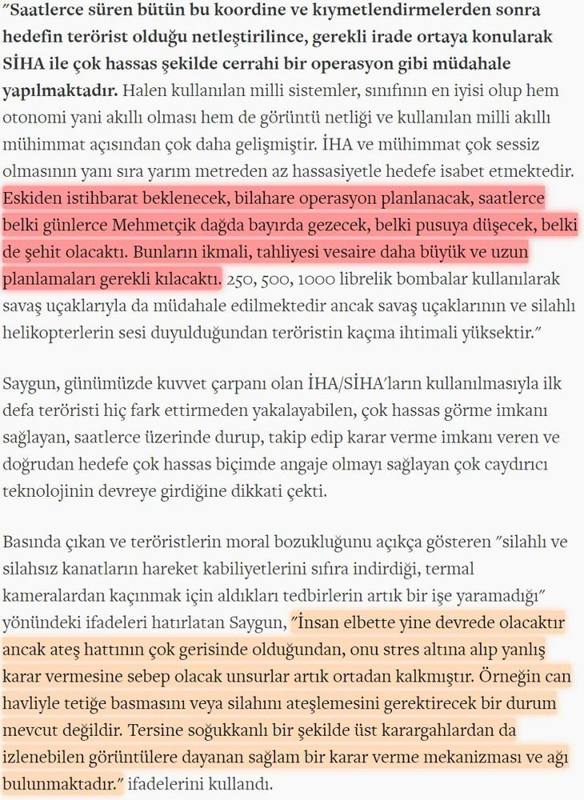 "Saatlerce süren bütün bu koordine ve kıymetlendirmelerden sonra
hedefin terörist olduğu netleştirilince, gerekli irade ortaya konularak
SİHA ile çok hassas şekilde cerrahi bir operasyon gibi müdahale
yapılmaktadır. Halen kullanılan milli sistemler, sınıfının en iyisi olup hem
otonomi yani akıllı olması hem de görüntü netliği ve kullanılan milli akıllı
mühimmat açısından çok daha gelişmiştir. İHA ve mühimmat çok sessiz
olmasının yanı sıra yarım metreden az hassasiyetle hedefe isabet etmektedir.
Eskiden istihbarat beklenecek, bilahare operasyon planlanacak, saatlerce
belki günlerce Mehmetçik dağda bayırda gezecek, belki pusuya düşecek, belki
de şehit olacaktı. Bunların ikmali, tahliyesi vesaire daha büyük ve uzun
planlamaları gerekli kılacaktı. 250, 500, 1000 librelik bombalar kullanılarak
savaş uçaklarıyla da müdahale edilmektedir ancak savaş uçaklarının ve silahlı
helikopterlerin sesi duyulduğundan teröristin kaçma ihtimali yüksektir."
Saygun, günümüzde kuvvet çarpanı olan İHA/SİHA'ların kullanılmasıyla ilk
defa teröristi hiç fark ettirmeden yakalayabilen, çok hassas görme imkanı
sağlayan, saatlerce üzerinde durup, takip edip karar verme imkanı veren ve
doğrudan hedefe çok hassas biçimde angaje olmayı sağlayan çok caydırıcı
teknolojinin devreye girdiğine dikkati çekti.
Basında çıkan ve teröristlerin moral bozukluğunu açıkça gösteren "silahlı ve
silahsız kanatların hareket kabiliyetlerini sıfıra indirdiği, termal
kameralardan kaçınmak için aldıkları tedbirlerin artık bir işe yaramadığı"
yönündeki ifadeleri hatırlatan Saygun, "İnsan elbette yine devrede olacaktır
ancak ateş hattının çok gerisinde olduğundan, onu stres altına alıp yanlış
karar vermesine sebep olacak unsurlar artık ortadan kalkmıştır. Örneğin can
havliyle tetiğe basmasını veya silahını ateşlemesini gerektirecek bir durum
mevcut değildir. Tersine soğukkanlı bir şekilde üst karargahlardan da
izlenebilen görüntülere dayanan sağlam bir karar verme mekanizması ve ağı
bulunmaktadır." ifadelerini kullandı.